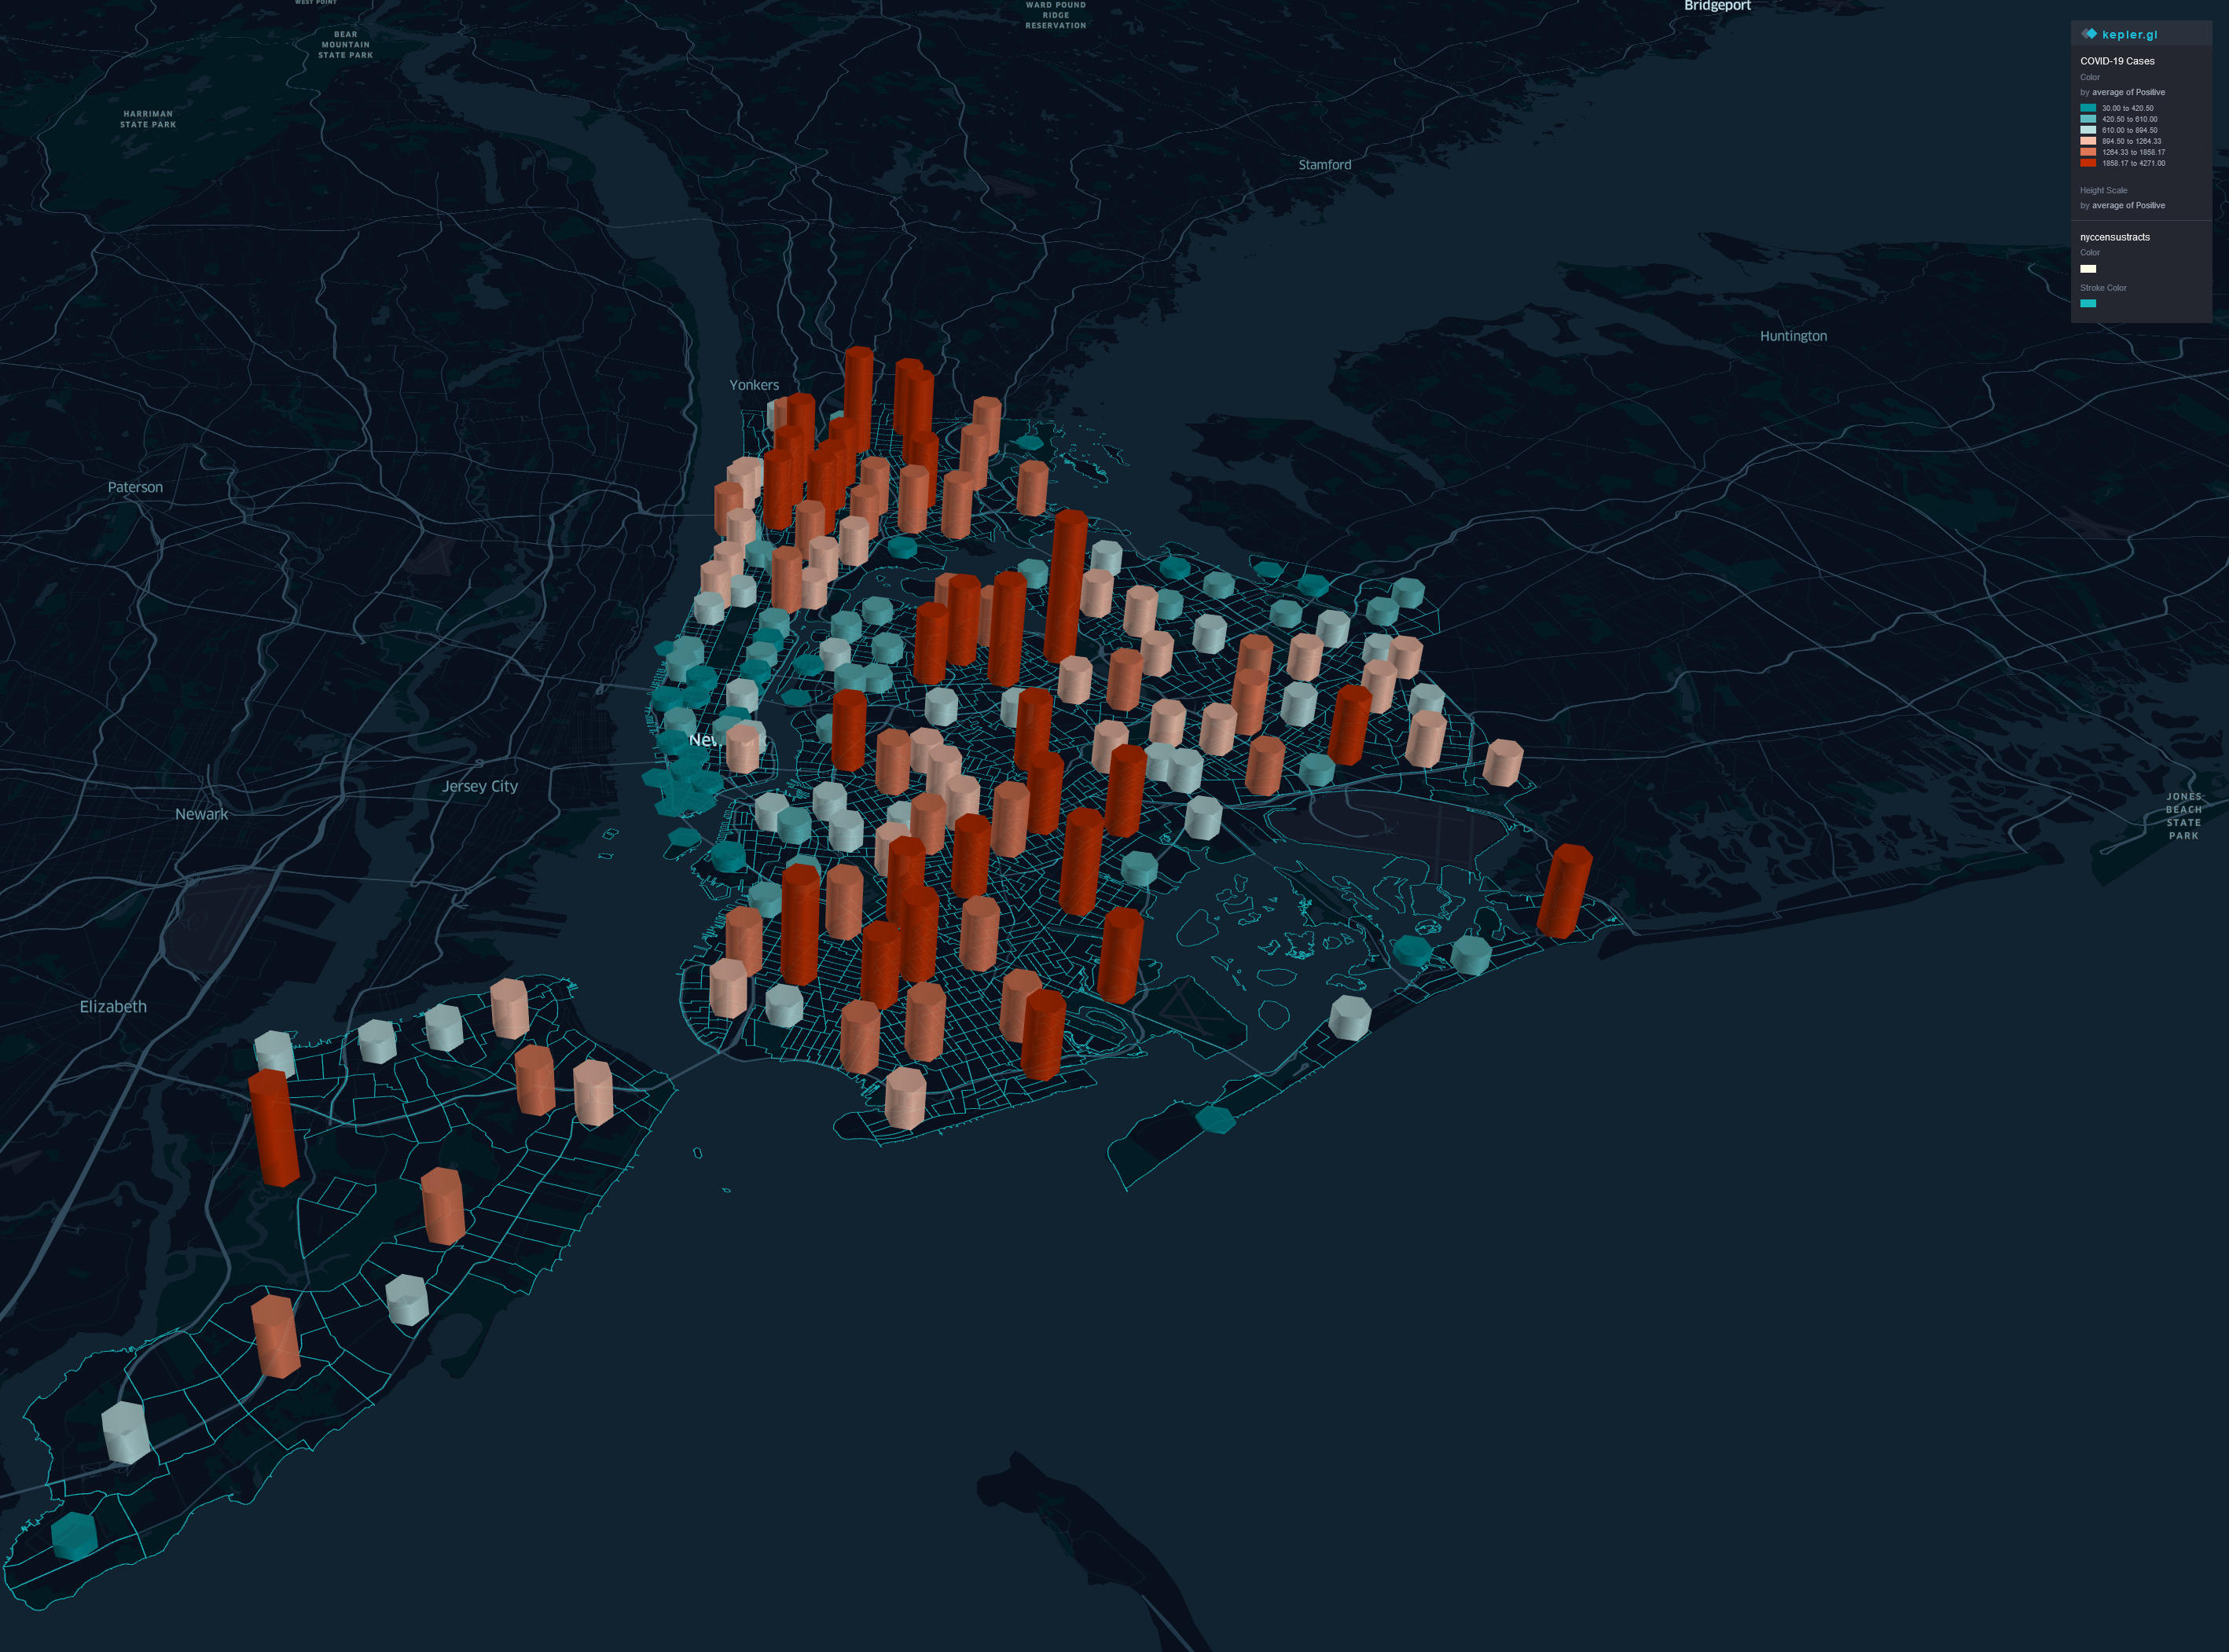 WEST POINT
BEAR
MOUNTAIN
STATE PARK
HARRIMAN
STATE PARK
WARD POUND
RIDGE
RESERVATION
Bridgeport
Stamford
Huntington
Yonkers
Paterson
New
Jersey City
Newark
Elizabeth
JONES
BEACH
STATE
PARK
kepler.gl
COVID-19 Cases
Color
by average of Positive
30.00 to 420.50
420.50 to 610.00
610.00 to 894.50
894.50 to 1264.33
1264.33 to 1858.17
1858.17 to 4271.00
Height Scale
by average of Positive
nyccensustracts
Color
Stroke Color